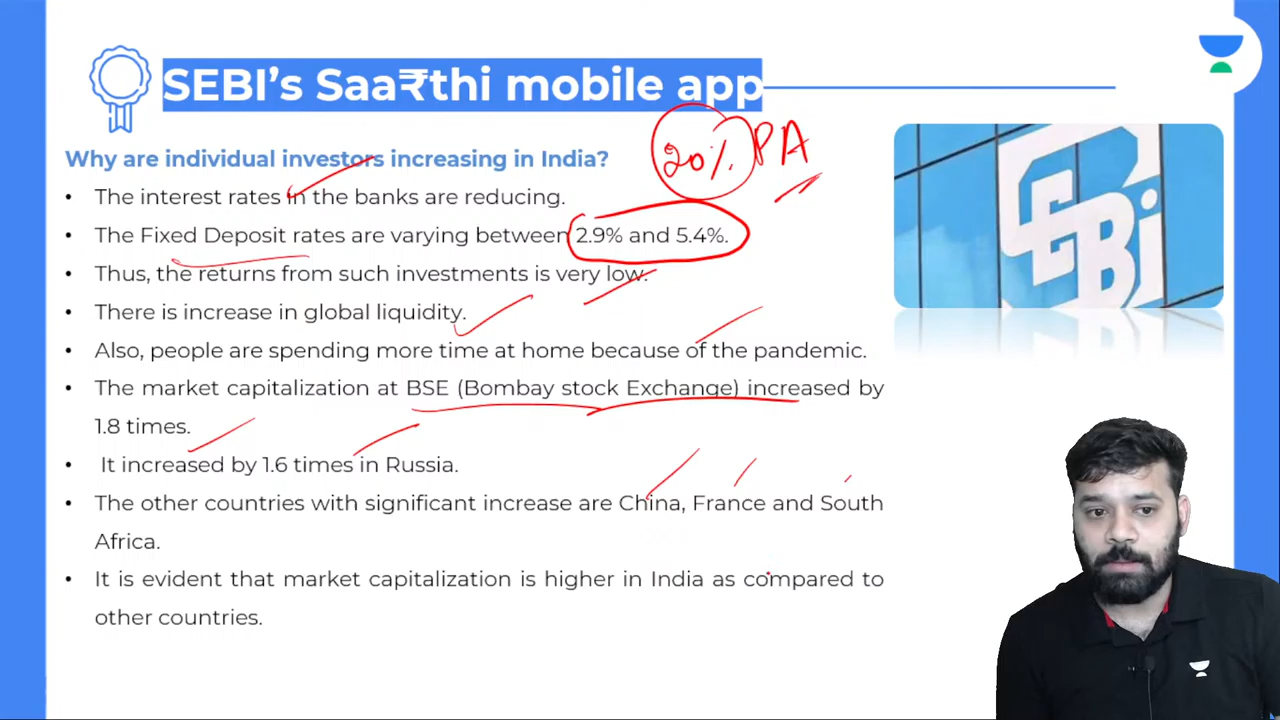 SEBI's Saa₹thi mobile app
20% PA
Why are individual investors increasing in India?
• The interest rates in the banks are reducing.
• The Fixed Deposit rates are varying between 2.9% and 5.4%.
• Thus, the returns from such investments is very low.
• There is increase in global liquidity.
• Also, people are spending more time at home because of the pandemic.
• The market capitalization at BSE (Bombay stock Exchange) increased by
1.8 times.
• It increased by 1.6 times in Russia.
• The other countries with significant increase are China, France and South
Africa.
• It is evident that market capitalization is higher in India as compared to
other countries.
SEBI